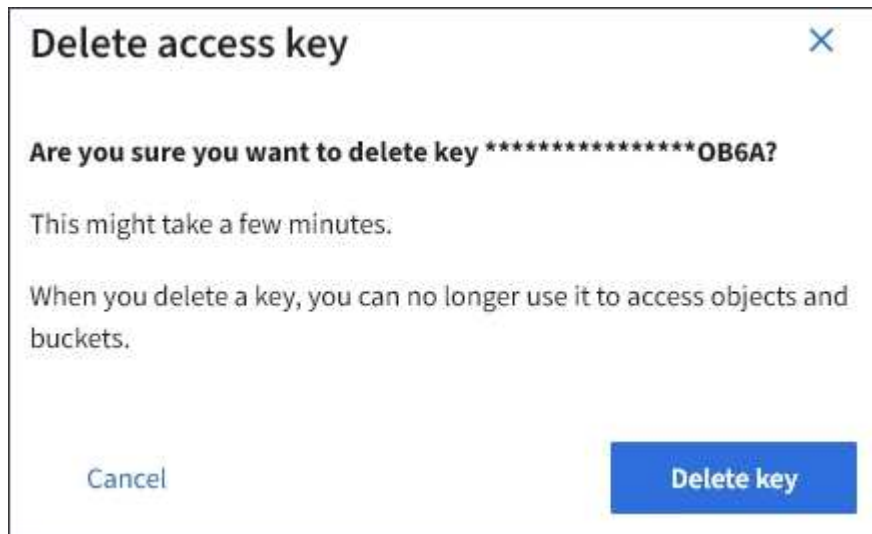 Delete access key
Are you sure you want to delete key ****************OB6A?
This might take a few minutes.
When you delete a key, you can no longer use it to access objects and
buckets.
Cancel
Delete key